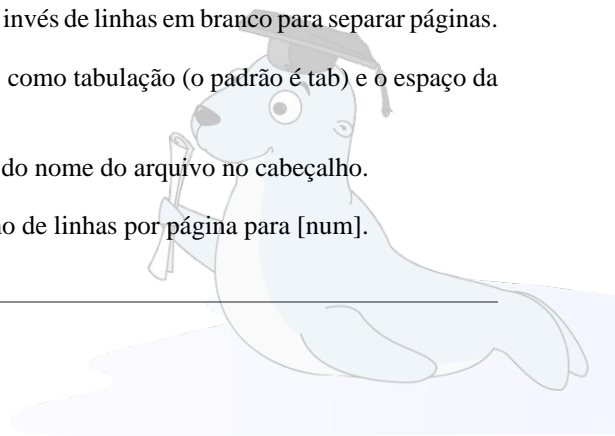 invés de linhas em branco para separar páginas.
como tabulação (o padrão é tab) e o espaço da
do nome do arquivo no cabeçalho.
de linhas por página para [num].